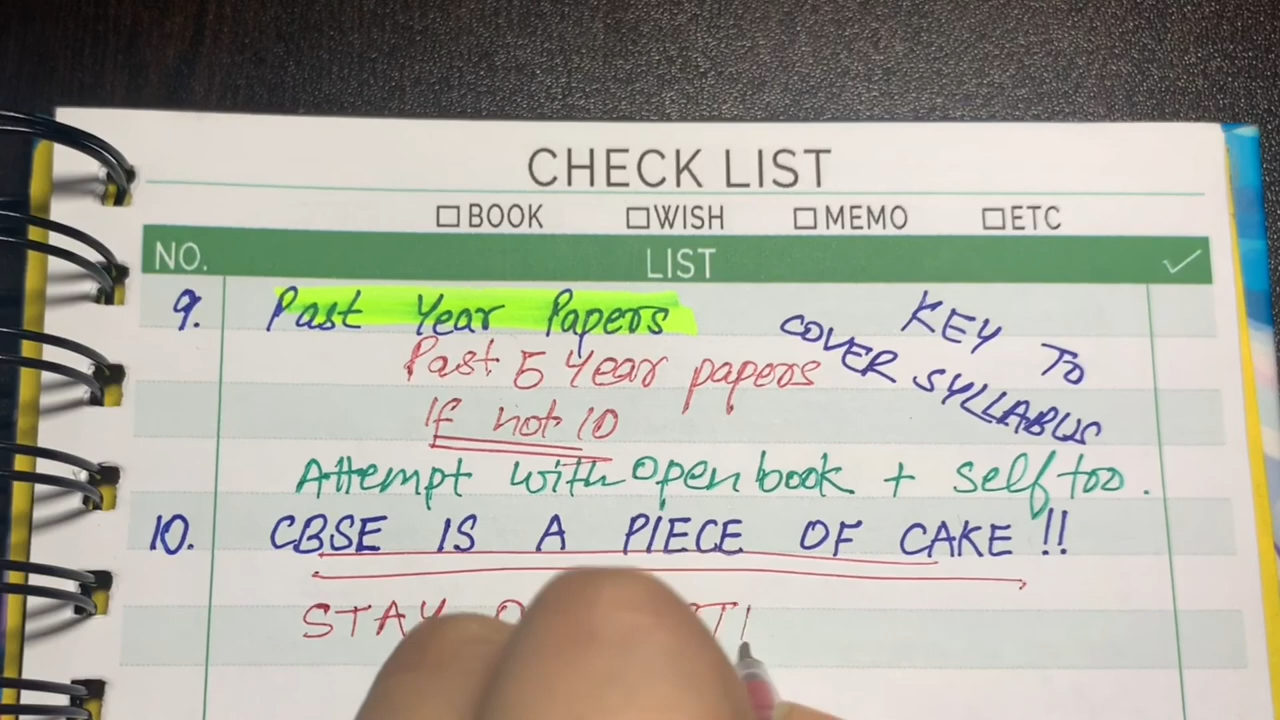 CHECK LIST
BOOK WISH MEMO ETC
NO. LIST
9. Past Year Papers
KEY TO COVER SYLLABUS
Past 5 Year papers
If not 10
Attempt with open book + self too.
10. CBSE IS A PIECE OF CAKE !!
STAY